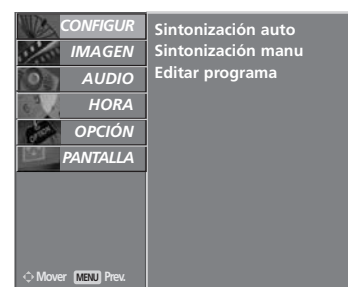 CONFIGUR
IMAGEN
AUDIO
HORA
OPCIÓN
PANTALLA
Sintonización auto
Sintonización manu
Editar programa
Mover MENU Prev.